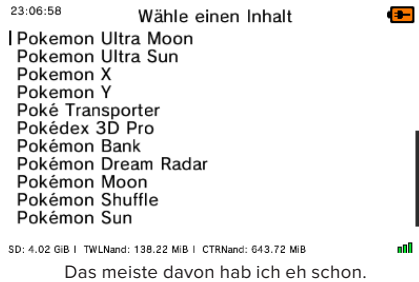 23:06:58
Wähle einen Inhalt
Pokemon Ultra Moon
Pokemon Ultra Sun
Pokemon X
Pokemon Y
Poké Transporter
Pokédex 3D Pro
Pokémon Bank
Pokémon Dream Radar
Pokémon Moon
Pokémon Shuffle
Pokémon Sun
SD: 4.02 GiB | TWLNand: 138.22 MiB | CTRNand: 643.72 MiB
Das meiste davon hab ich eh schon.